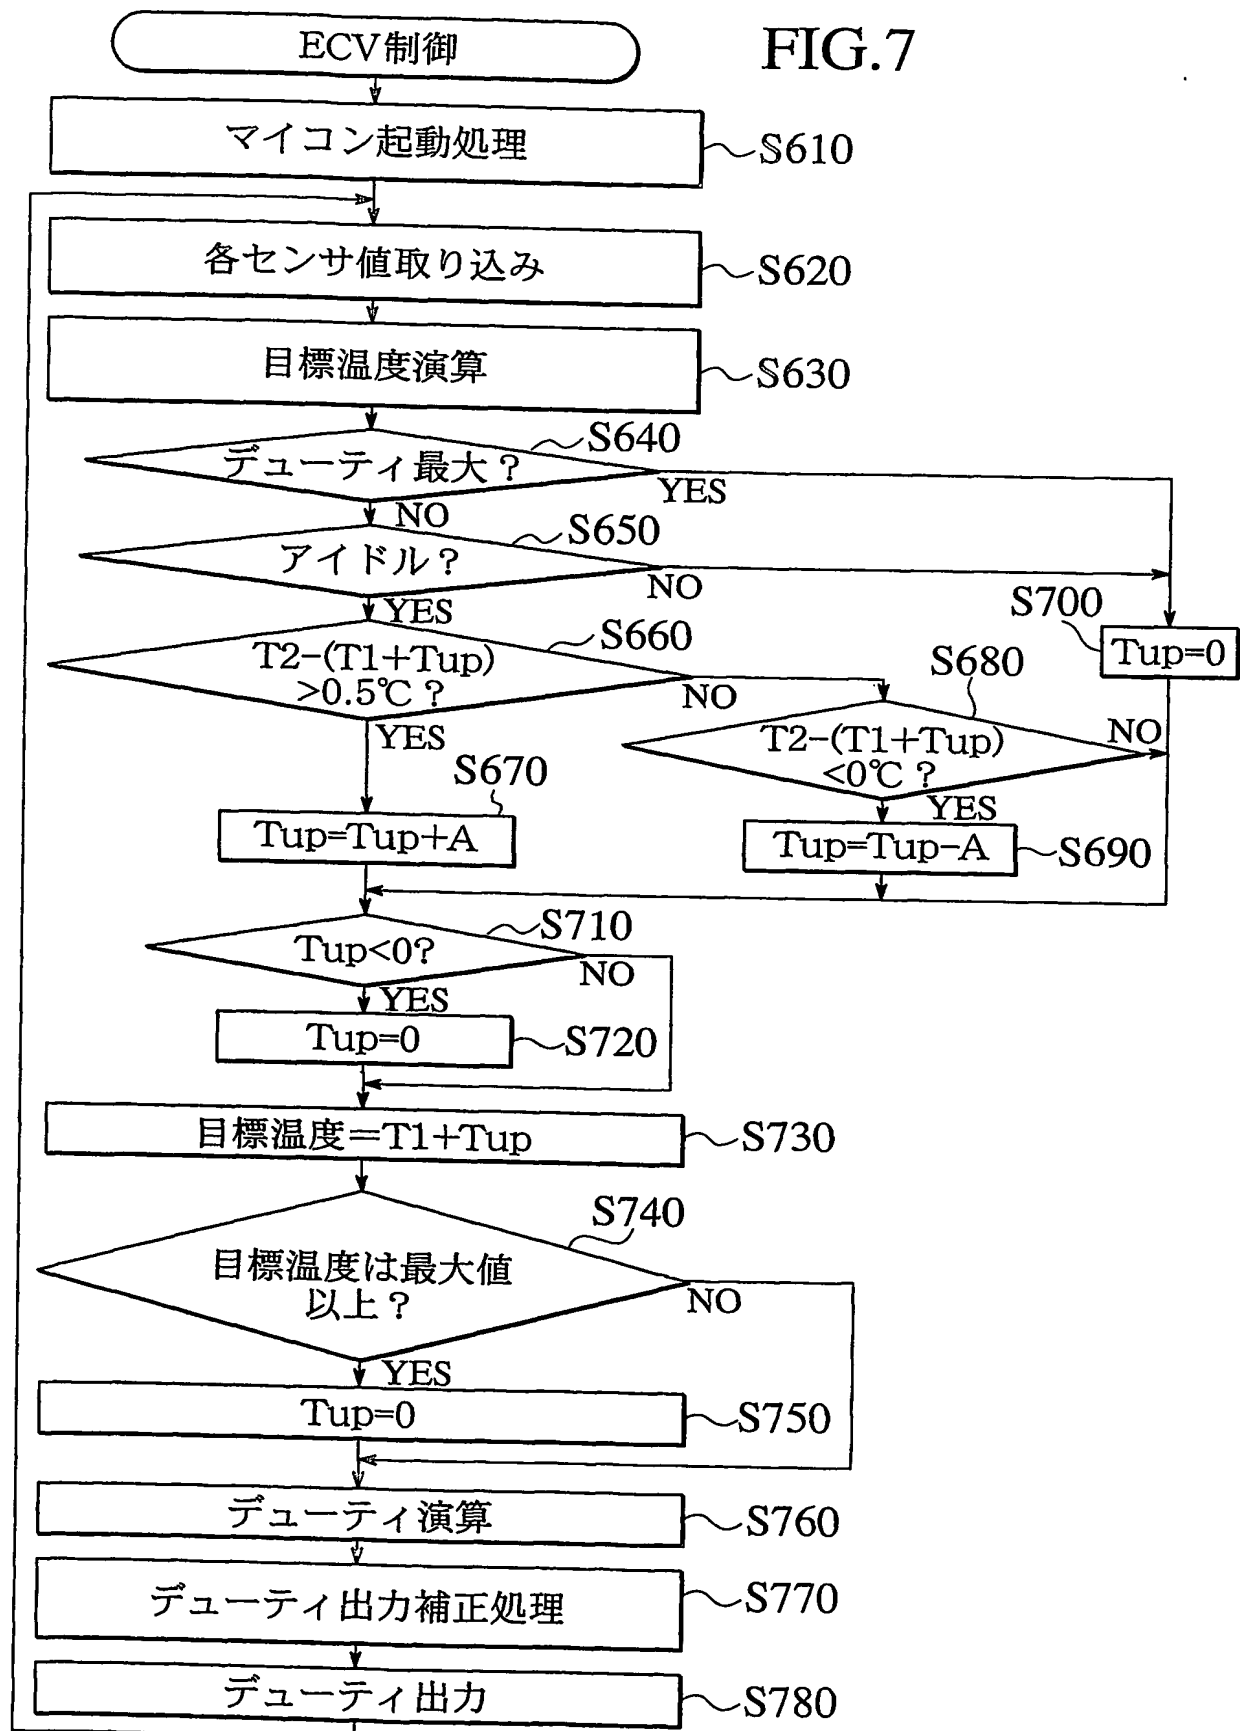 FIG.7
ECV制御
マイコン起動処理
S610
各センサ値取り込み
S620
目標温度演算
S630
デューティ最大？
S640
YES
NO
アイドル？
S650
NO
YES
T2-(T1+Tup)
>0.5℃？
S660
NO
YES
S700
Tup=0
S680
T2-(T1+Tup)
<0℃？
NO
YES
S670
Tup=Tup+A
Tup=Tup-A
S690
Tup<0?
S710
NO
YES
Tup=0
S720
目標温度=T1+Tup
S730
目標温度は最大値
以上？
S740
NO
YES
Tup=0
S750
デューティ演算
S760
デューティ出力補正処理
S770
デューティ出力
S780